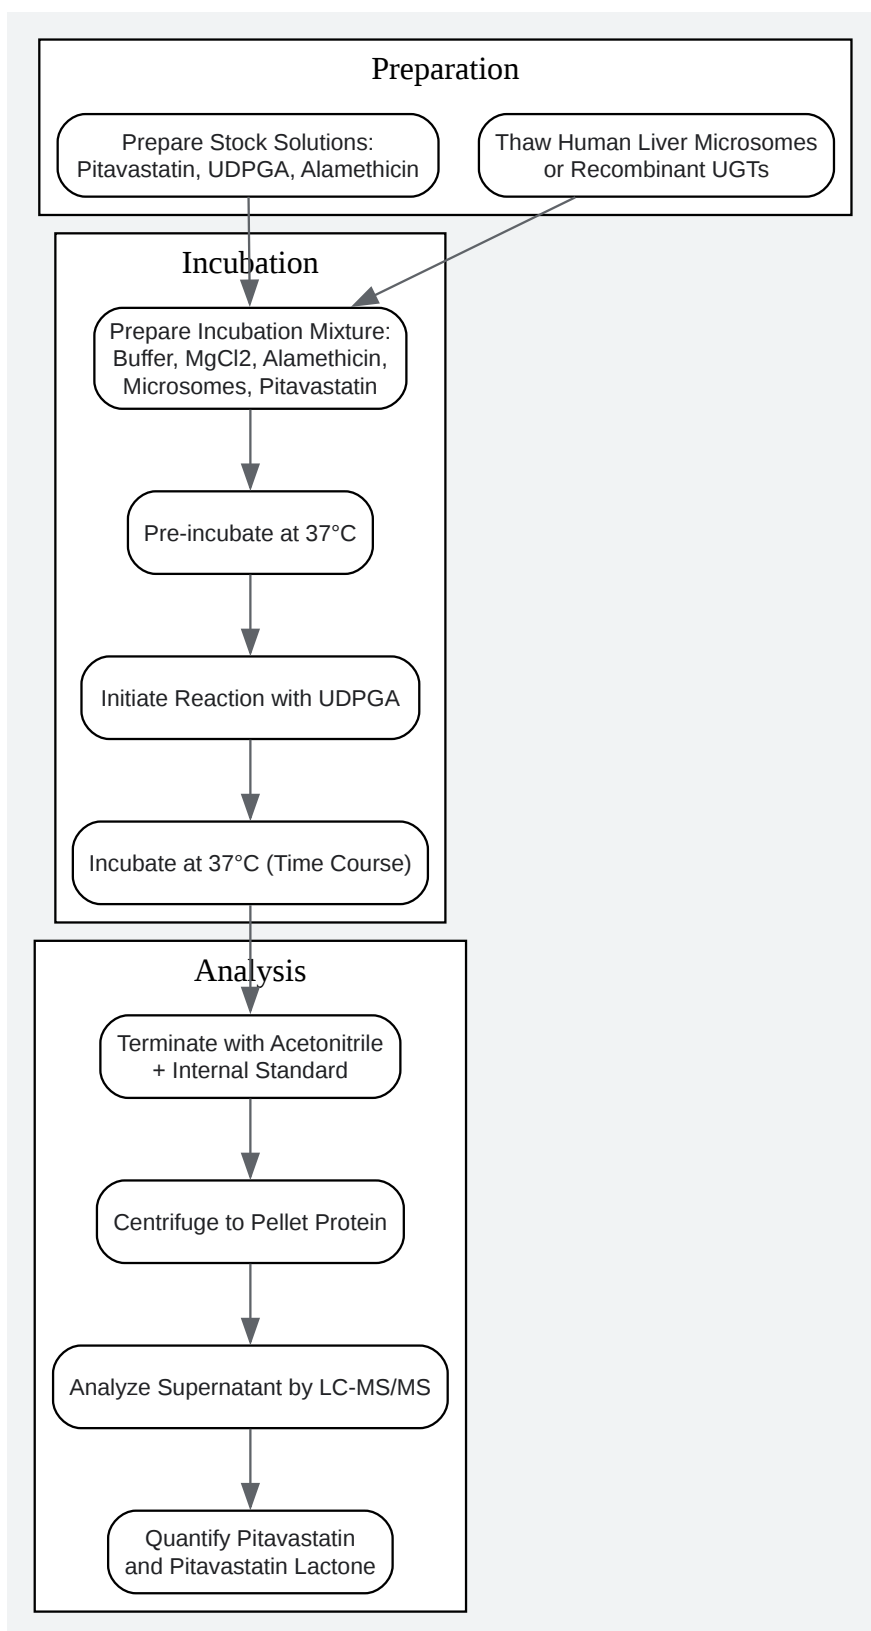 Preparation
Prepare Stock Solutions:
Pitavastatin, UDPGA, Alamethicin
Thaw Human Liver Microsomes
or Recombinant UGTs
Incubation
Prepare Incubation Mixture:
Buffer, MgCl2, Alamethicin,
Microsomes, Pitavastatin
Pre-incubate at 37°C
Initiate Reaction with UDPGA
Incubate at 37°C (Time Course)
Analysis
Terminate with Acetonitrile
+ Internal Standard
Centrifuge to Pellet Protein
Analyze Supernatant by LC-MS/MS
Quantify Pitavastatin
and Pitavastatin Lactone